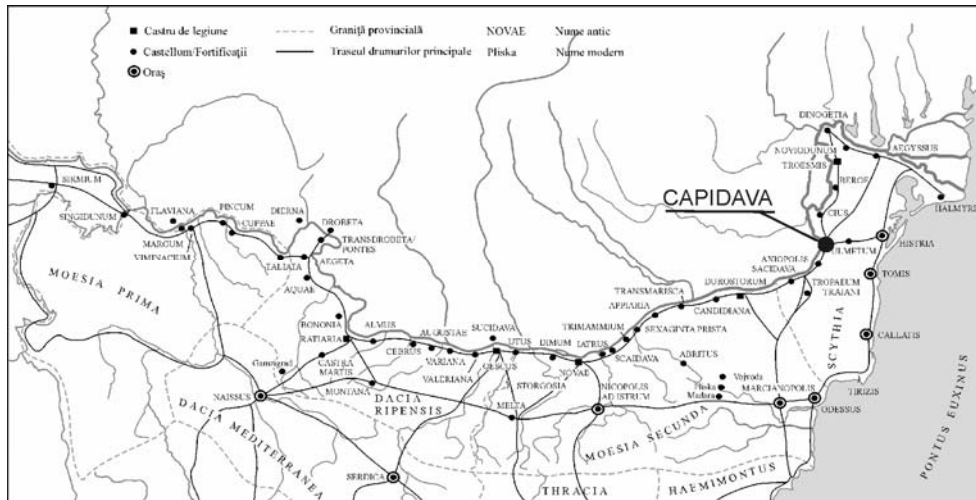 Castru de legiune
Graniță provincială
NOVAE
Nume antic
Castellum/Fortificații
Traseul drumurilor principale
Pliska
Nume modern
Oraș
DINOGETIA
NOVIODUNUM
AEGYSSUS
TROESMIS
BEROE
HALMYRIS
CAPIDAVA
CIUS
ULMETUM
HISTRIA
SIRMIUM
SINGIDUNUM
FLAVIANA
PINCUM
CUPPAE
DIERNA
DROBETA
MARGUM
VIMINACIUM
TRANSDROBETA/
PONTES
TALIATA
AEGETA
AQUAE
MOESIA PRIMA
AXIOPOLIS
SACIDAVA
TOMIS
TRANSMARISCA
DUROSTORUM
TROPAEUM
TRAIANI
APPIARIA
CANDIDIANA
BONONIA
ALMUS
AUGUSTAE
SUCIDAVA
TRIMAMMIUM
SEXAGINTA PRISTA
SCYTHIA
CALLATIS
RATIARIA
CEBRUS
VARIANA
UTUS
DIMUM
IATRUS
SCAIDAVA
Gamzigrad
CASTRA
MARTIS
VALERIANA
OESCUS
NOVAE
ABRITUS
Vojvoda
Pliska
Madara
MARCIANOPOLIS
TIRIZIS
NAISSUS
MONTANA
DACIA
RIPENSIS
STORGOSIA
NICOPOLIS
AD ISTRUM
ODESSUS
MELTA
MOESIA SECUNDA
PONTUS EUXINUS
DACIA MEDITERRANEA
SERDICA
THRACIA
HAEMIMONTUS